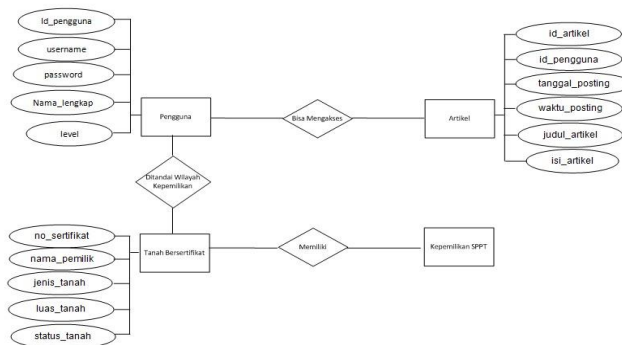 Id_pengguna
username
password
Nama_lengkap
level
Pengguna
Bisa Mengakses
Artikel
id_artikel
id_pengguna
tanggal_posting
waktu_posting
judul_artikel
isi_artikel
Ditandai Wilayah
Kepemilikan
no_sertifikat
nama_pemilik
jenis_tanah
luas_tanah
status_tanah
Tanah Bersertifikat
Memiliki
Kepemilikan SPPT